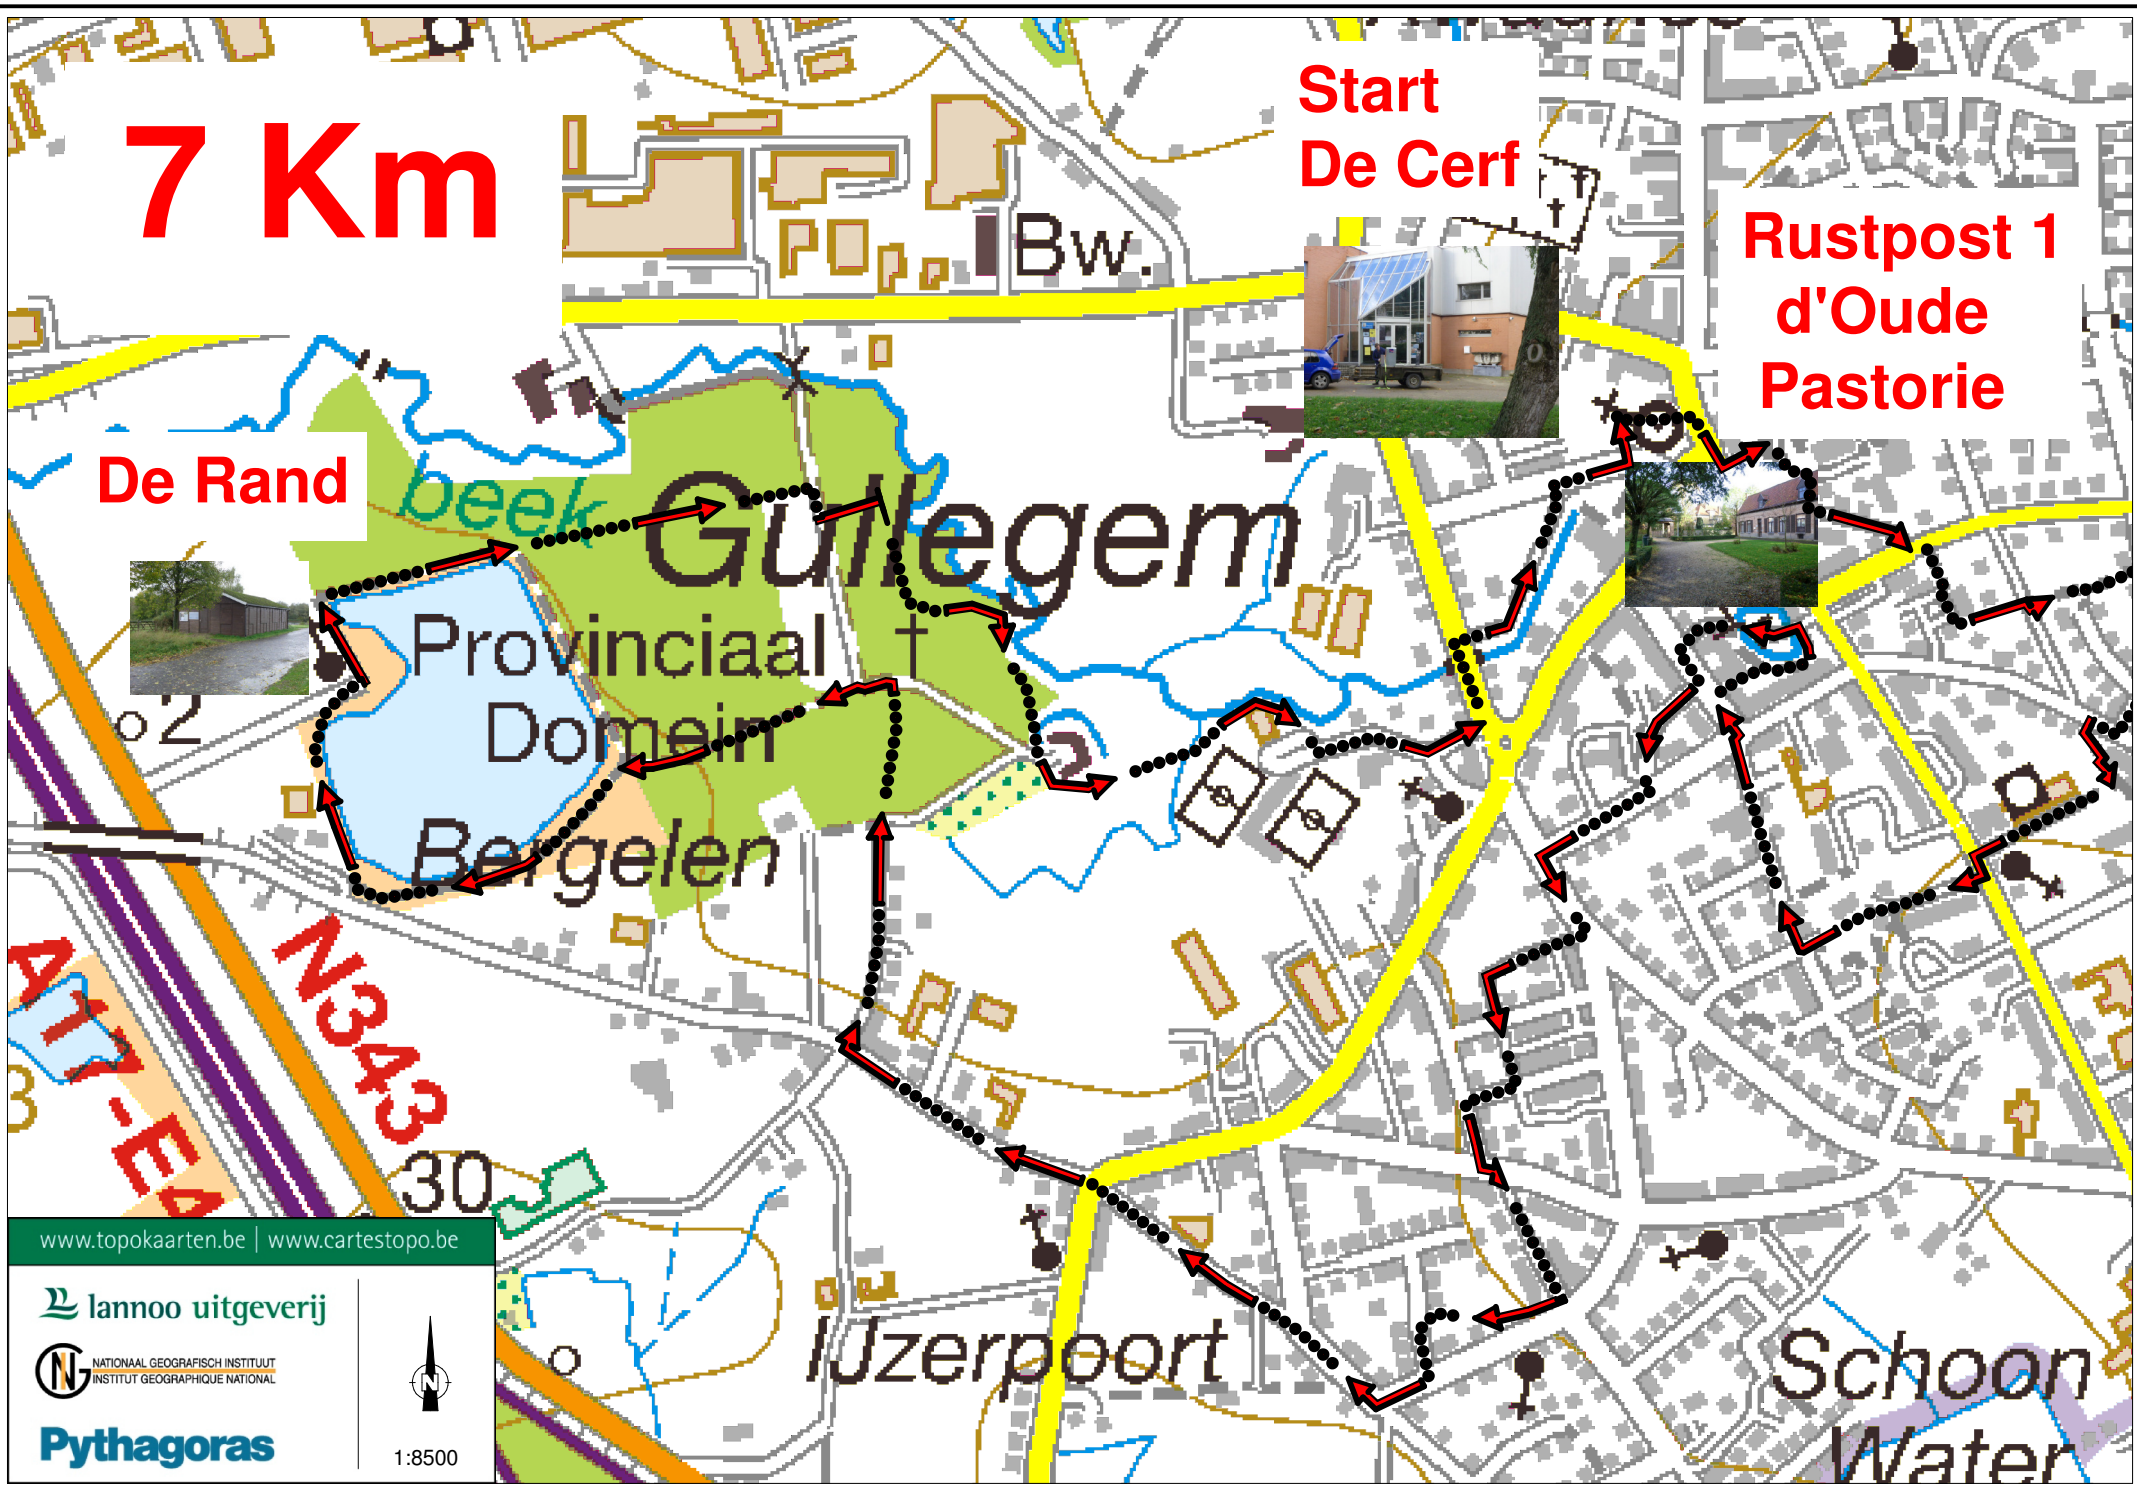 7 Km
Start
De Cerf
Rustpost 1
d'Oude
Pastorie
Bw.
De Rand
beek
Gullegem
Provinciaal
Domein
Bergelen
2
N343
30
3
IJzerpoort
Schoon
Water
www.topokaarten.be | www.cartestopo.be
lannoo uitgeverij
NGI
NATIONAAL GEOGRAFISCH INSTITUUT
INSTITUT GEOGRAPHIQUE NATIONAL
Pythagoras
N
1:8500